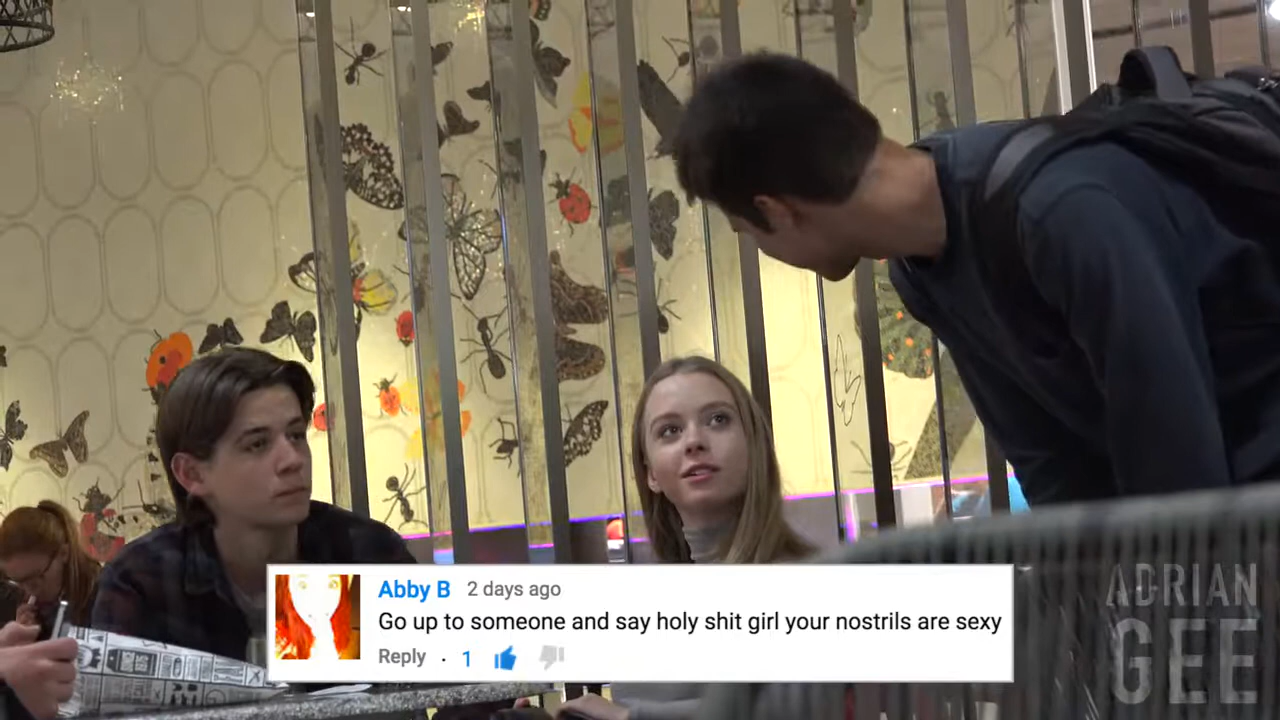 Abby B 2 days ago
Go up to someone and say holy shit girl your nostrils are sexy
Reply · 1
ADRIAN
GEE